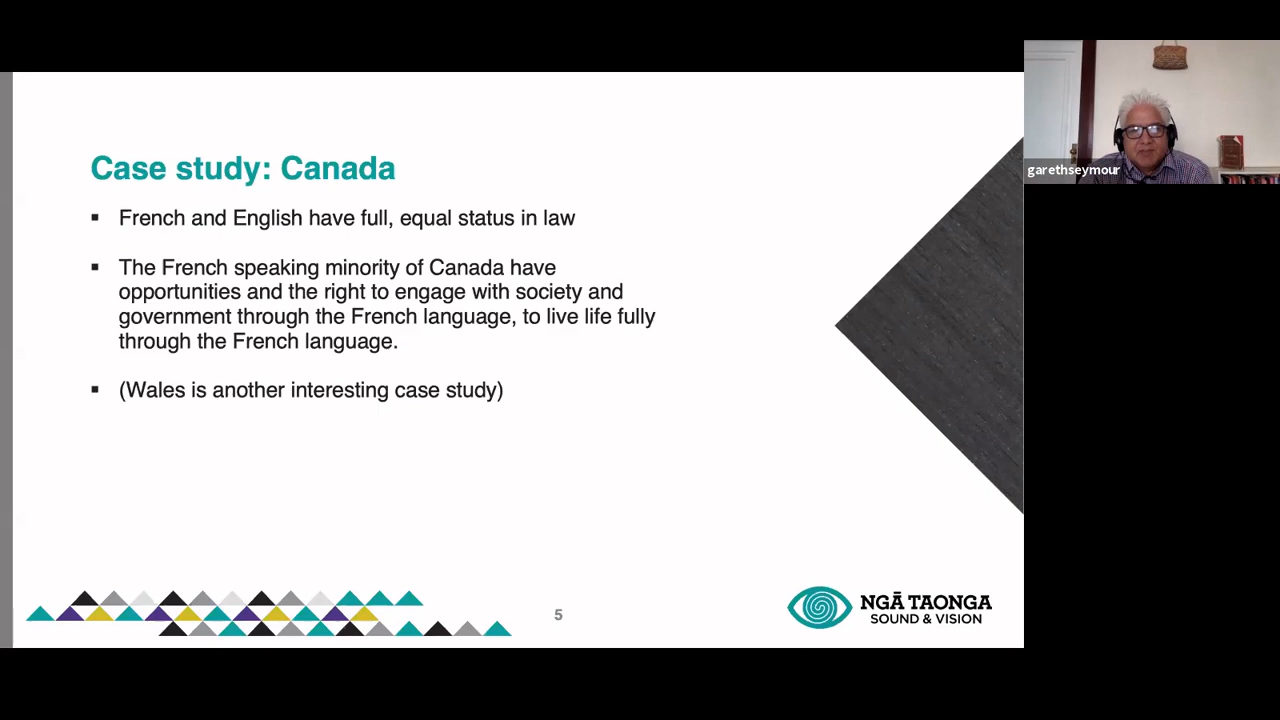 Case study: Canada
▪ French and English have full, equal status in law
▪ The French speaking minority of Canada have
opportunities and the right to engage with society and
government through the French language, to live life fully
through the French language.
▪ (Wales is another interesting case study)
5
NGĀ TAONGA
SOUND & VISION
garethseymour